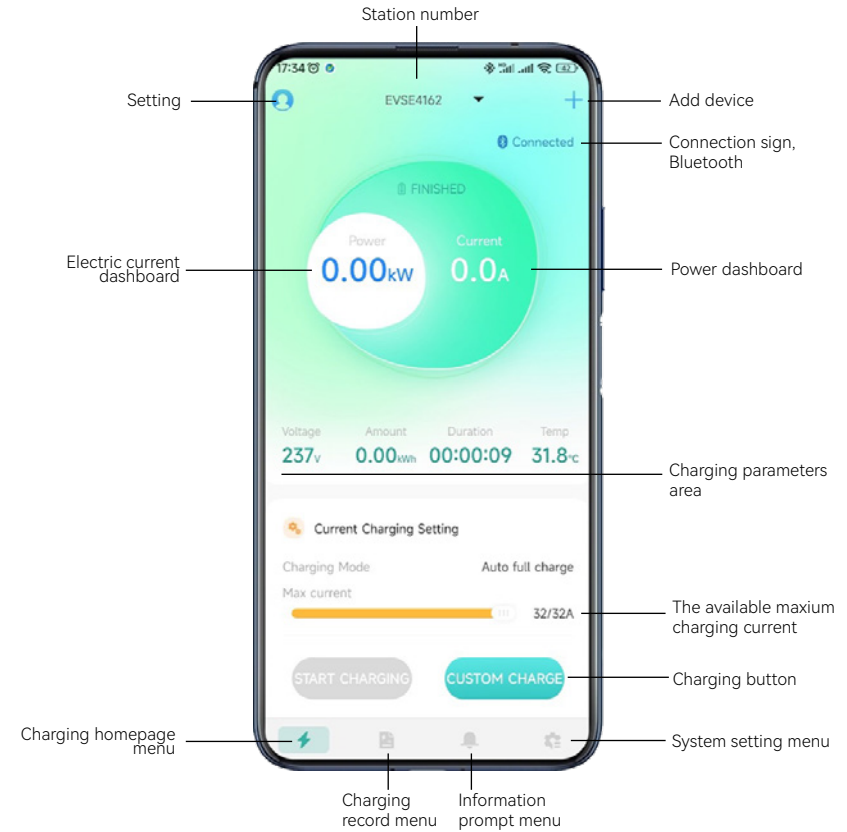 Station number
17:34
42
Setting
EVSE4162
Add device
Connected
Connection sign,
Bluetooth
FINISHED
Power
Current
0.00kW
0.0A
Electric current
dashboard
Power dashboard
Voltage
Amount
Duration
Temp
237V
0.00kWh
00:00:09
31.8°C
Charging parameters
area
Current Charging Setting
Charging Mode
Auto full charge
Max current
32/32A
The available maxium
charging current
START CHARGING
CUSTOM CHARGE
Charging button
Charging homepage
menu
System setting menu
Charging
record menu
Information
prompt menu